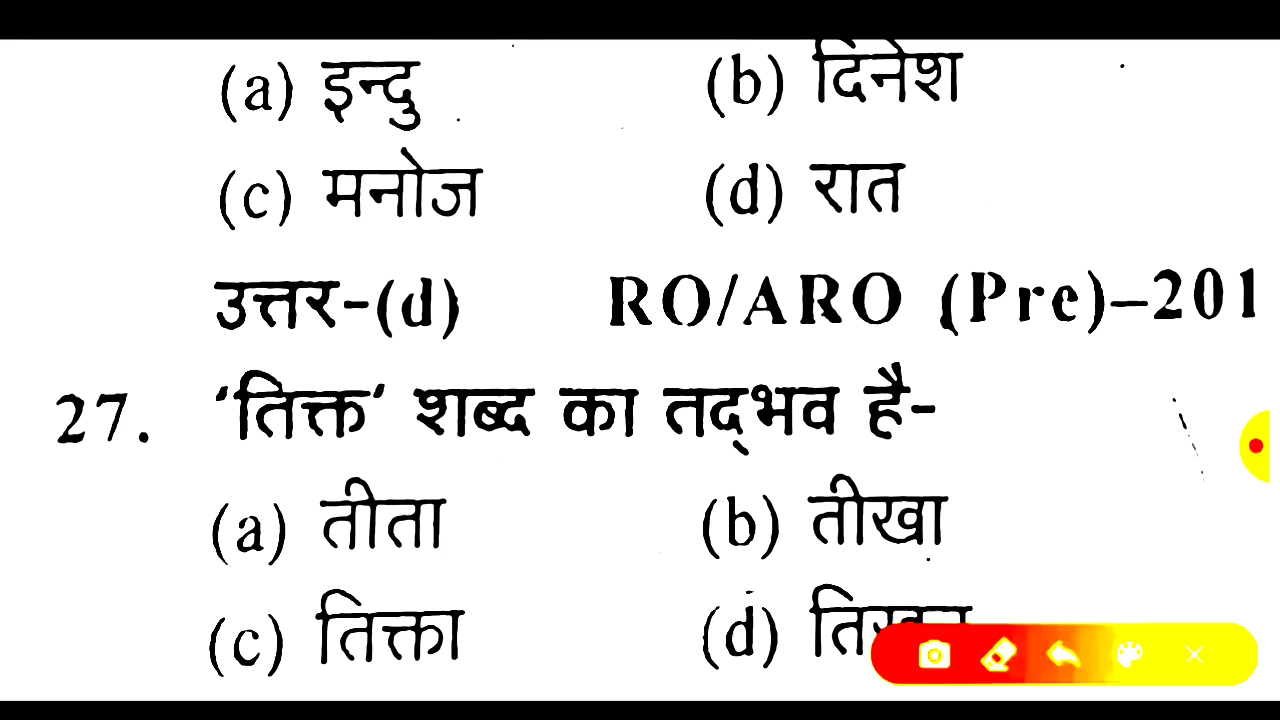 (a) इन्दु (b) दिनेश
(c) मनोज (d) रात
उत्तर-(d) RO/ARO (Pre)–201
27. 'तिक्त' शब्द का तद्भव है-
(a) तीता (b) तीखा
(c) तिक्ता (d)